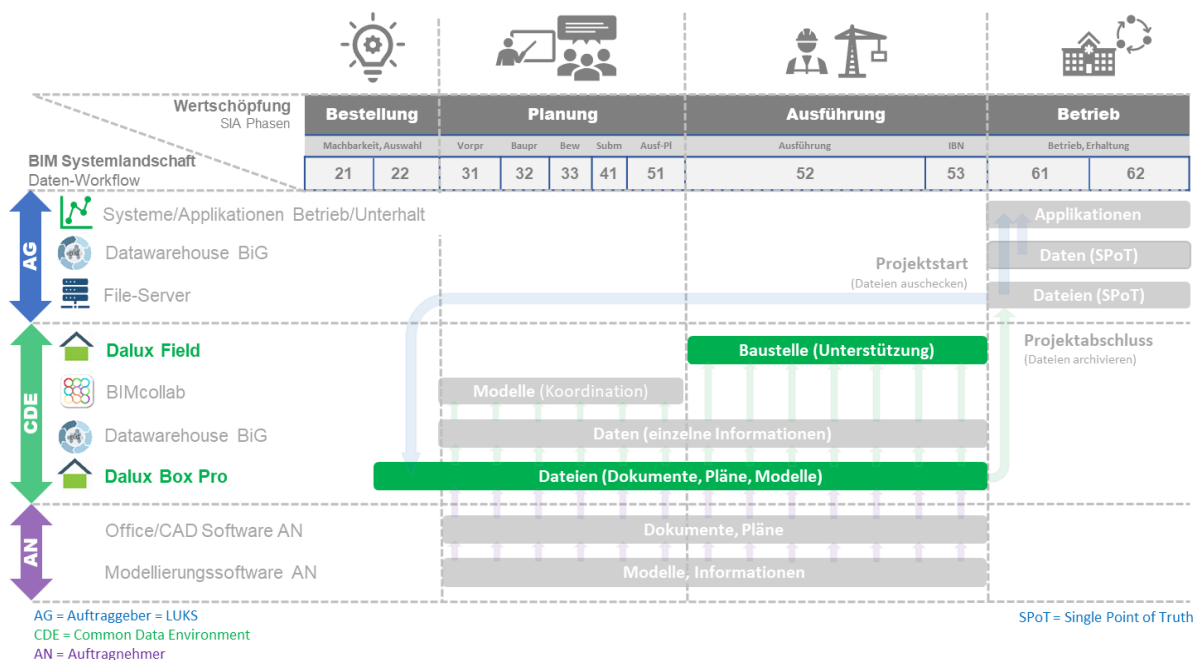 Wertschöpfung
SIA Phasen
BIM Systemlandschaft
Daten-Workflow
Bestellung Planung Ausführung Betrieb
Machbarkeit, Auswahl Vorpr Baupr Bew Subm Ausf-Pl Ausführung IBN Betrieb, Erhaltung
21 22 31 32 33 41 51 52 53 61 62
AG
Systeme/Applikationen Betrieb/Unterhalt Applikationen
Datawarehouse BiG Daten (SPoT)
Projektstart
(Dateien auschecken)
File-Server Dateien (SPoT)
CDE
Dalux Field Baustelle (Unterstützung)
Projektabschluss
(Dateien archivieren)
BIMcollab Modelle (Koordination)
Datawarehouse BiG Daten (einzelne Informationen)
Dalux Box Pro Dateien (Dokumente, Pläne, Modelle)
AN
Office/CAD Software AN Dokumente, Pläne
Modellierungssoftware AN Modelle, Informationen
AG = Auftraggeber = LUKS
SPoT = Single Point of Truth
CDE = Common Data Environment
AN = Auftragnehmer